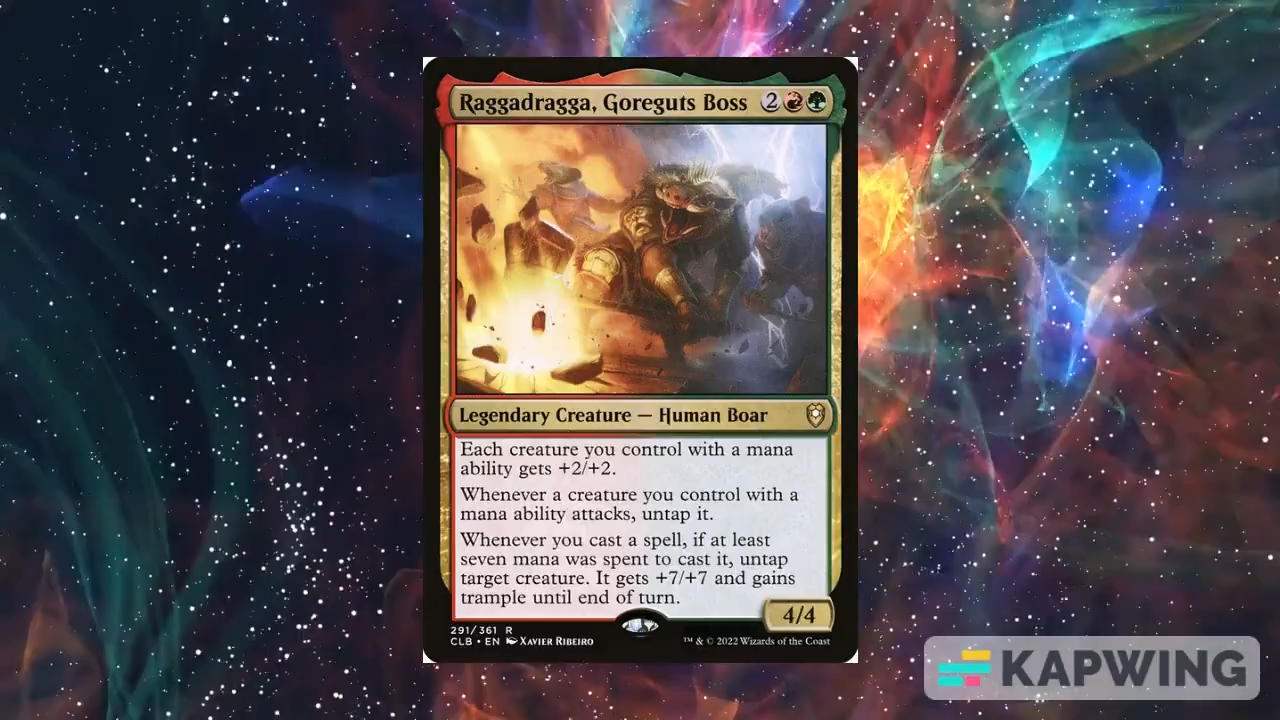 Raggadragga, Goreguts Boss 2
Legendary Creature — Human Boar
Each creature you control with a mana
ability gets +2/+2.
Whenever a creature you control with a
mana ability attacks, untap it.
Whenever you cast a spell, if at least
seven mana was spent to cast it, untap
target creature. It gets +7/+7 and gains
trample until end of turn.
4/4
291/361 R
CLB • EN Xavier Ribeiro
™ & © 2022 Wizards of the Coast
KAPWING